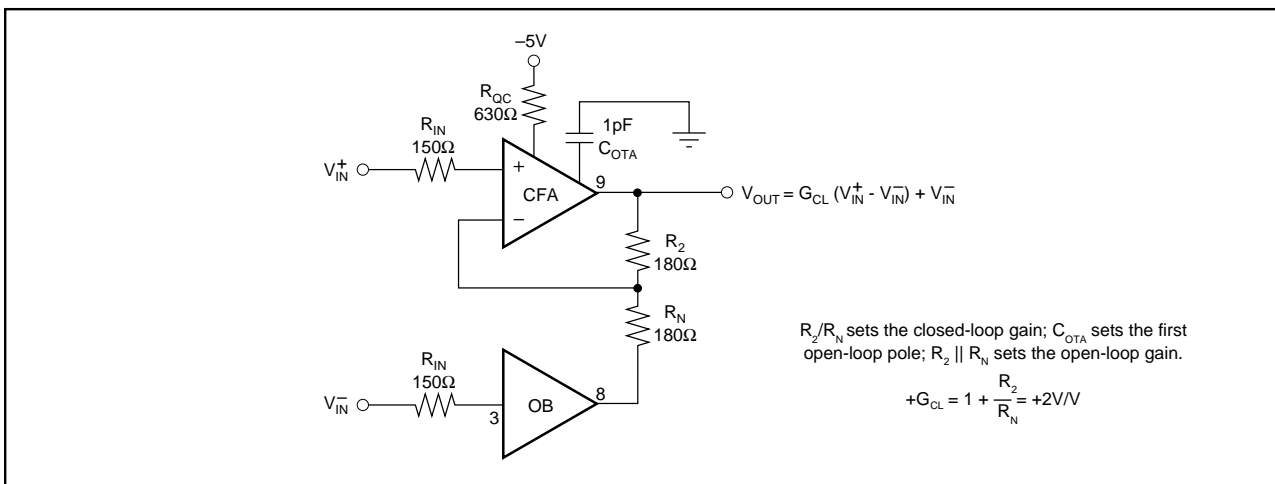 –5V
R_QC
630Ω
1pF
C_OTA
R_IN
150Ω
V_IN^+
+
CFA
–
9
V_OUT = G_CL (V_IN^+ - V_IN^–) + V_IN^–
R_2
180Ω
R_N
180Ω
R_IN
150Ω
V_IN^–
3
OB
8
R_2/R_N sets the closed-loop gain; C_OTA sets the first
open-loop pole; R_2 || R_N sets the open-loop gain.
+G_CL = 1 + R_2/R_N = +2V/V